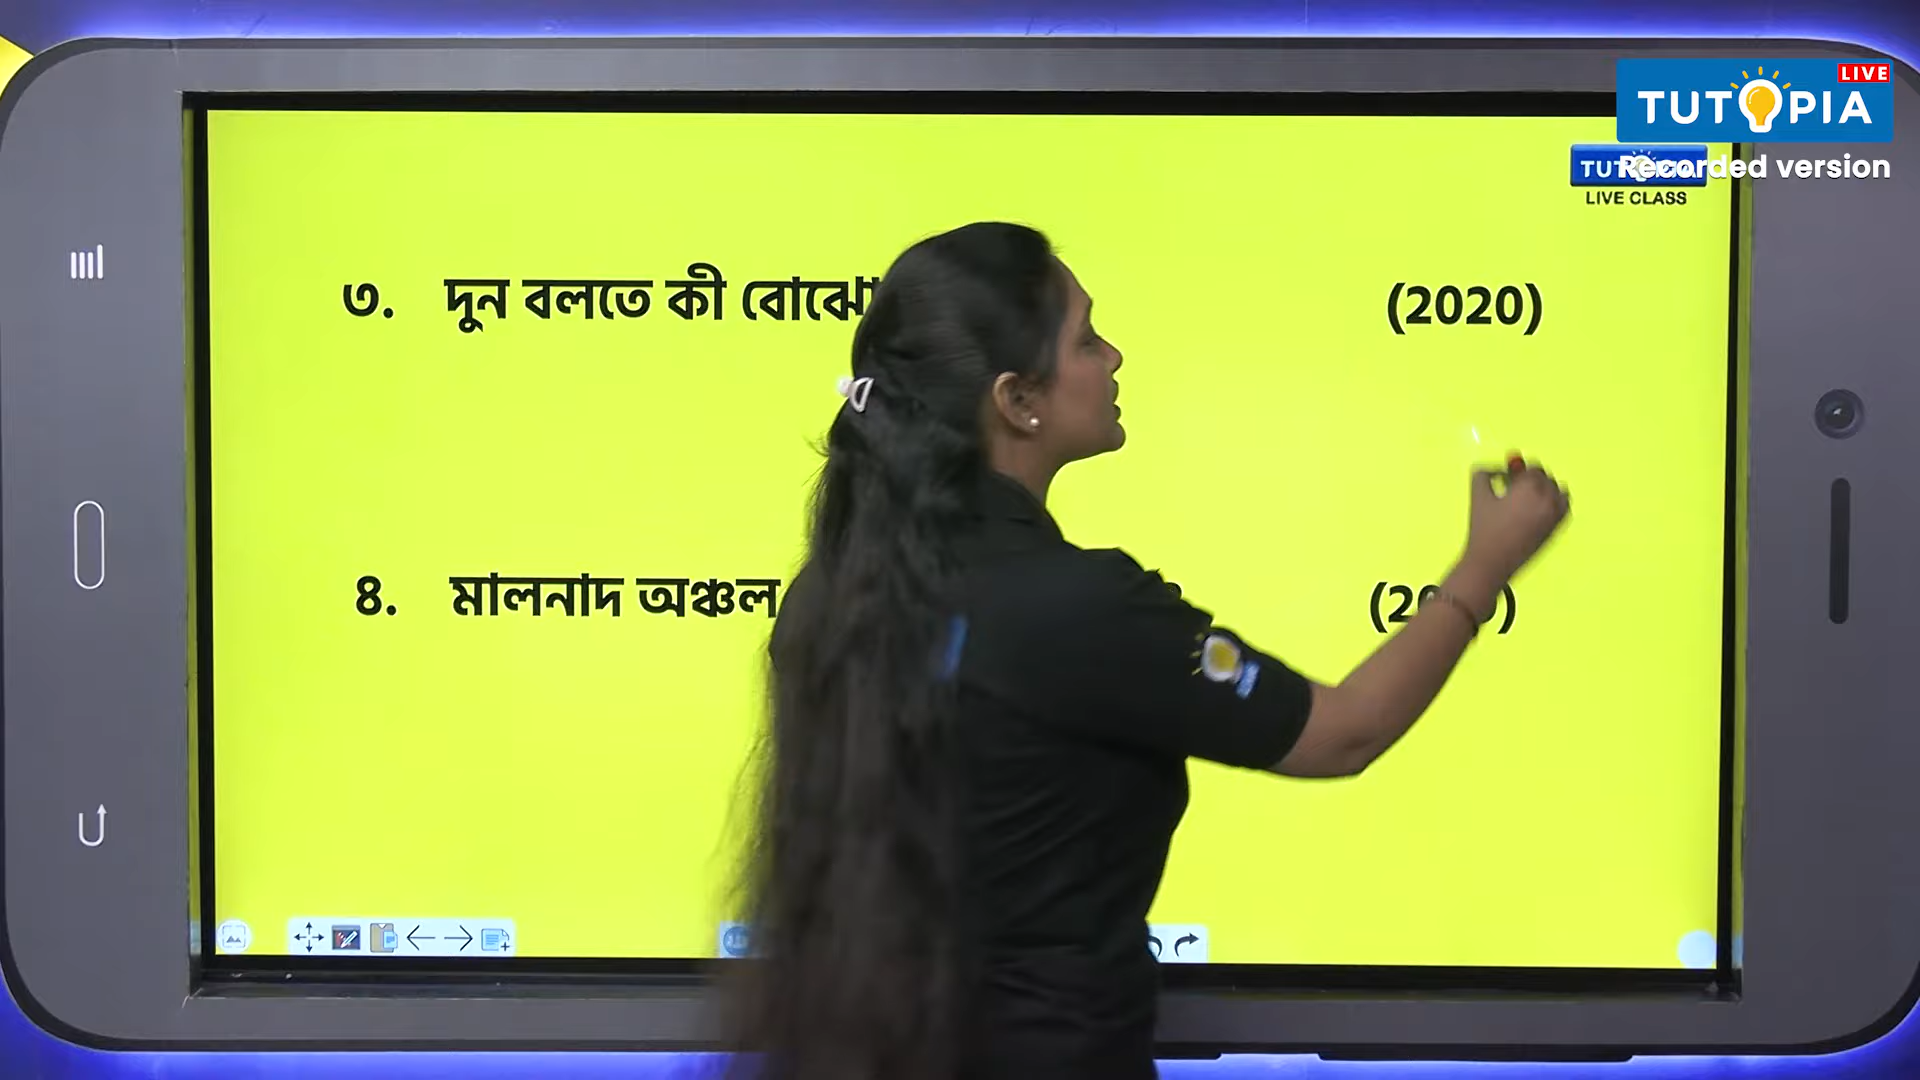 LIVE
TUTOPIA
Recorded version
LIVE CLASS
৩. দুন বলতে কী বোঝো (2020)
৪. মালনাদ অঞ্চল